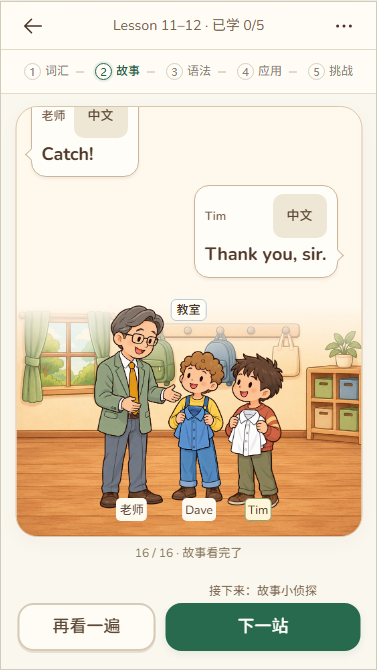 Lesson 11–12 · 已学 0/5
1 词汇 – 2 故事 – 3 语法 – 4 应用 – 5 挑战
老师 中文
Catch!
Tim 中文
Thank you, sir.
教室
老师 Dave Tim
16 / 16 · 故事看完了
接下来：故事小侦探
再看一遍 下一站